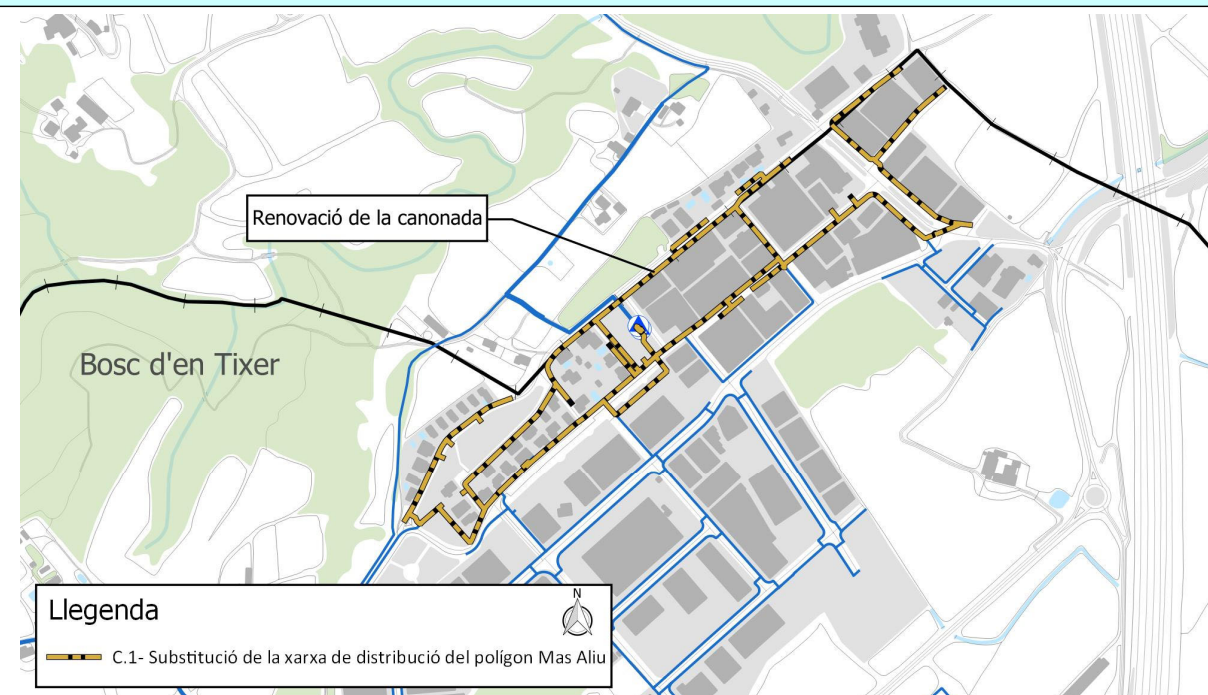 Renovació de la canonada
Bosc d'en Tixer
Llegenda
N
C.1- Substitució de la xarxa de distribució del polígon Mas Aliu